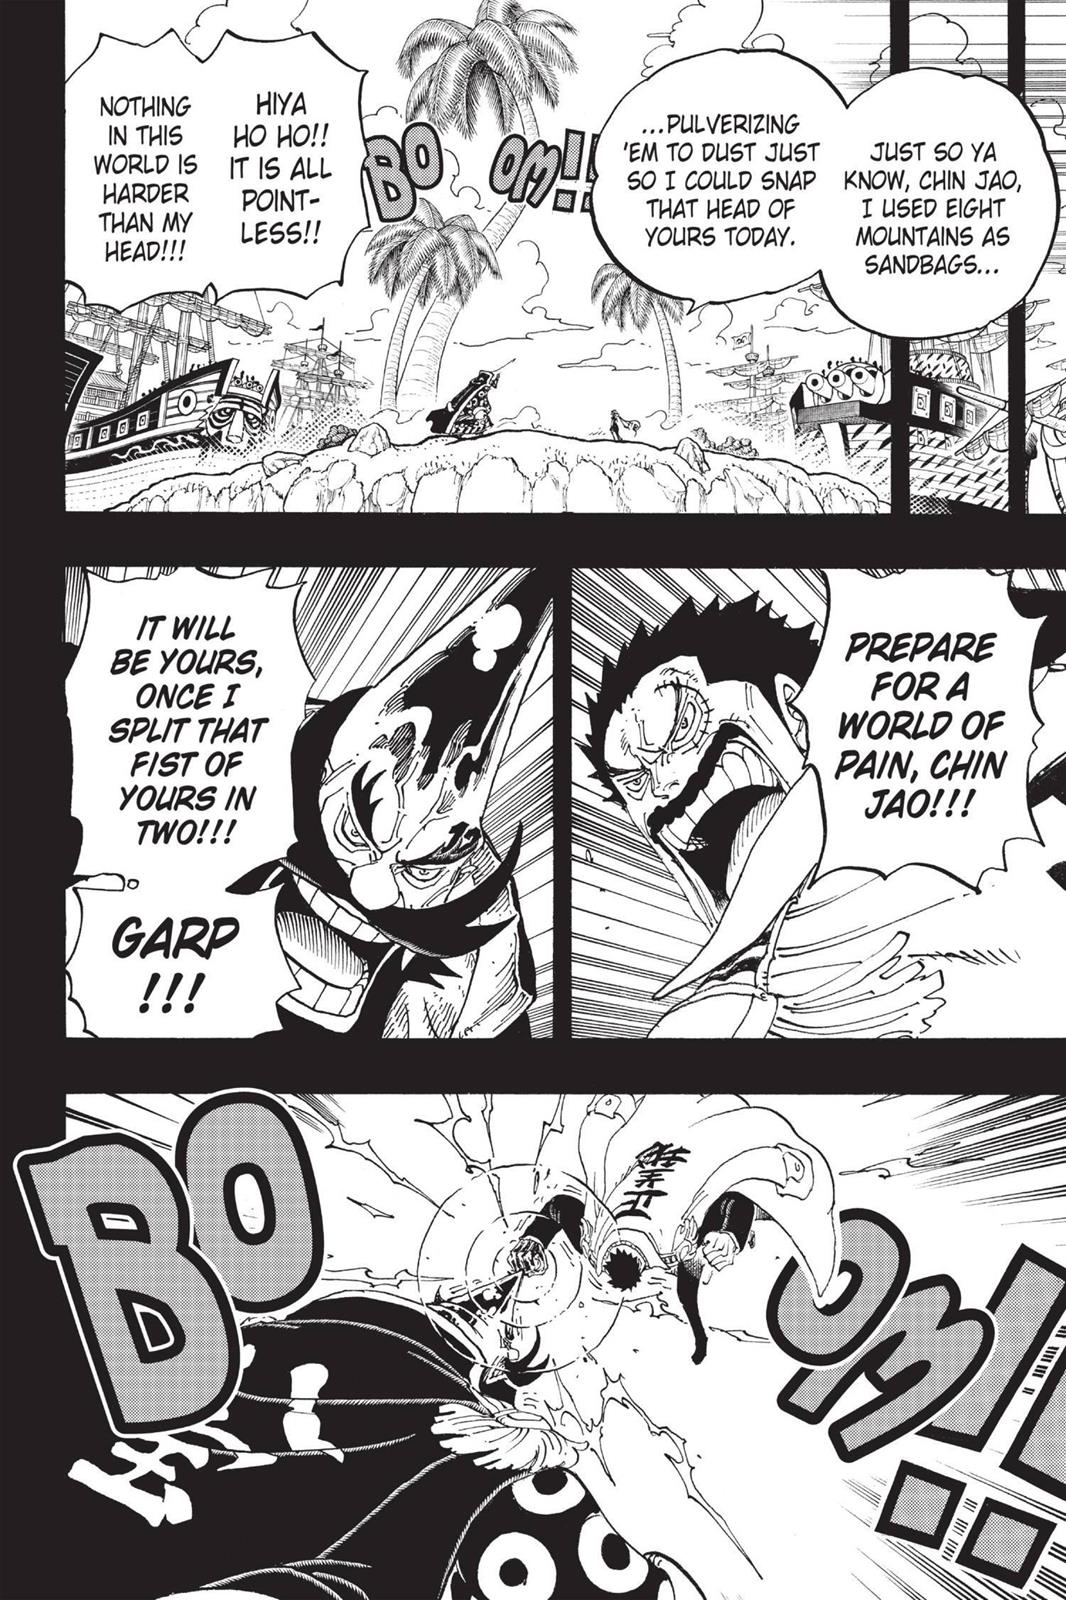 JUST SO YA
KNOW, CHIN JAO,
I USED EIGHT
MOUNTAINS AS
SANDBAGS...
...PULVERIZING
'EM TO DUST JUST
SO I COULD SNAP
THAT HEAD OF
YOURS TODAY.
BO OM!!
HIYA
HO HO!!
IT IS ALL
POINT-
LESS!!
NOTHING
IN THIS
WORLD IS
HARDER
THAN MY
HEAD!!!
PREPARE
FOR A
WORLD OF
PAIN, CHIN
JAO!!!
IT WILL
BE YOURS,
ONCE I
SPLIT THAT
FIST OF
YOURS IN
TWO!!!
GARP
!!!
BO OM!!